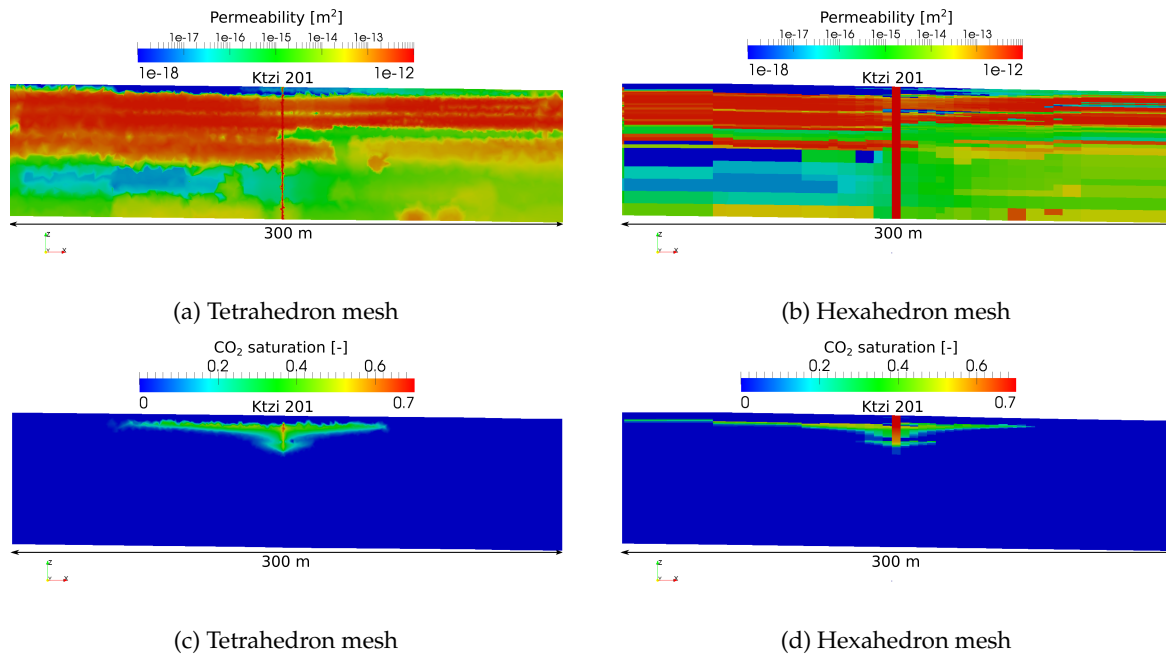 Permeability [m²]
1e-17 1e-16 1e-15 1e-14 1e-13
1e-18 1e-12
Ktzi 201
300 m
Z
Y X
(a) Tetrahedron mesh
Permeability [m²]
1e-17 1e-16 1e-15 1e-14 1e-13
1e-18 1e-12
Ktzi 201
300 m
Z
Y X
(b) Hexahedron mesh
CO₂ saturation [-]
0.2 0.4 0.6
0 0.7
Ktzi 201
300 m
Z
Y X
(c) Tetrahedron mesh
CO₂ saturation [-]
0.2 0.4 0.6
0 0.7
Ktzi 201
300 m
Z
Y X
(d) Hexahedron mesh